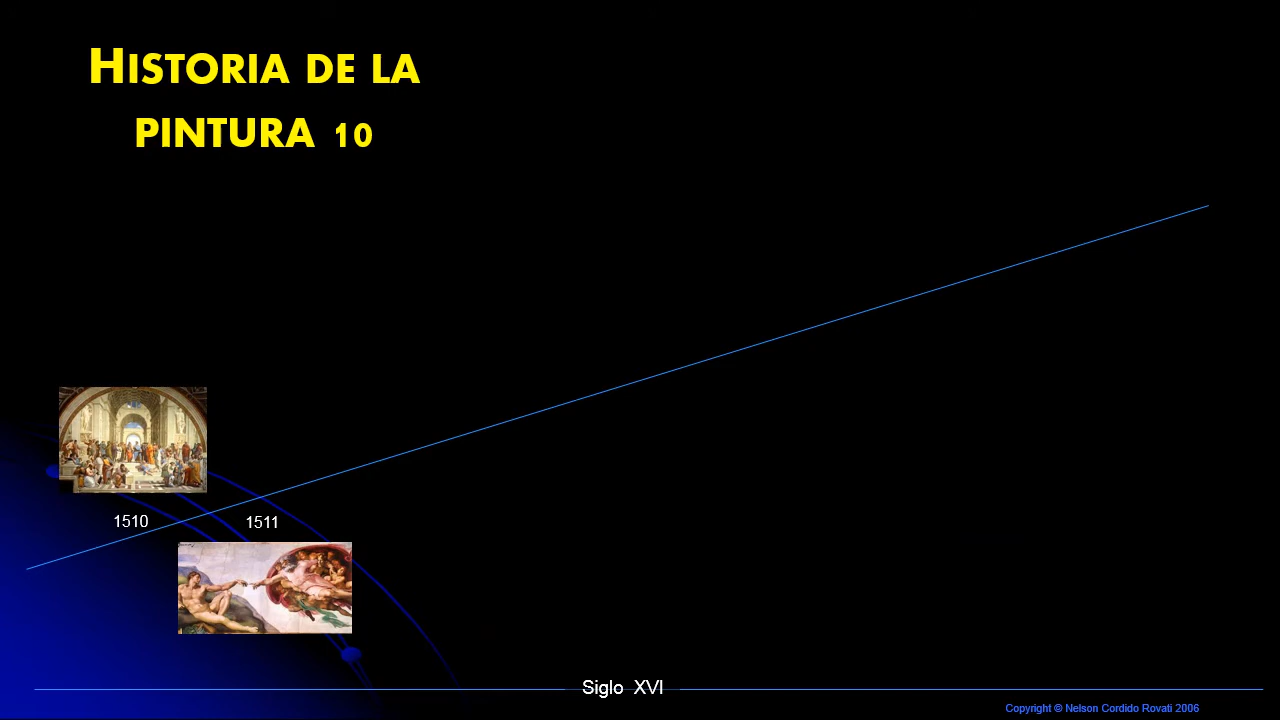 HISTORIA DE LA
PINTURA 10
1510
1511
Siglo XVI
Copyright © Nelson Cordido Rovati 2006